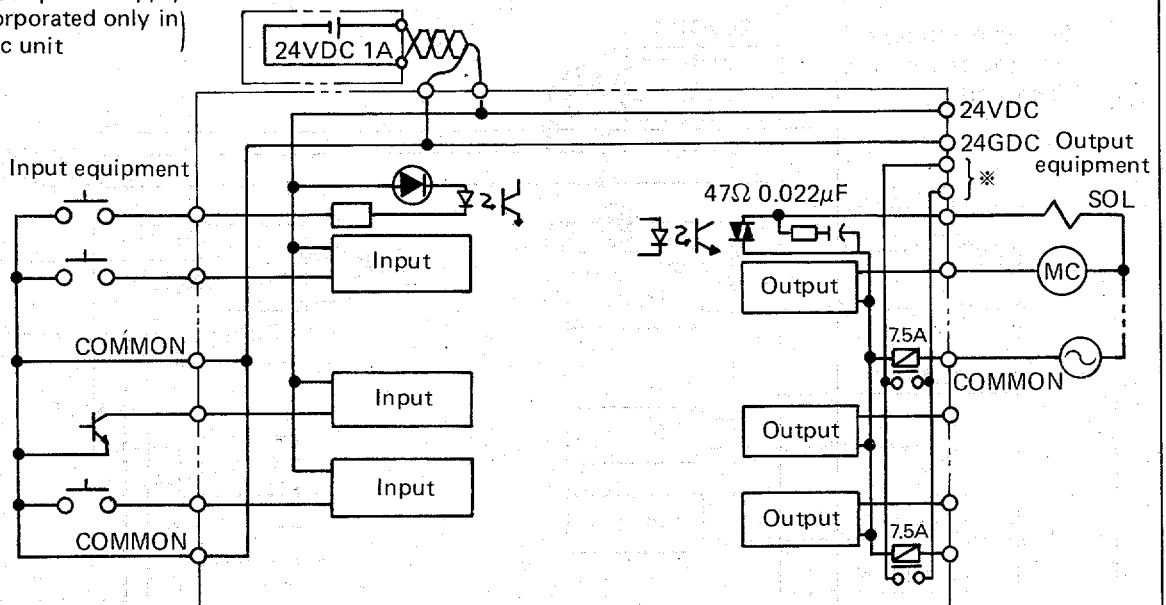 orporated only in
c unit
24VDC 1A
24VDC
24GDC
Output
equipment
※
Input equipment
47Ω 0.022μF
SOL
Input
MC
Output
7.5A
COMMON
COMMON
Input
Output
Input
Output
7.5A
COMMON